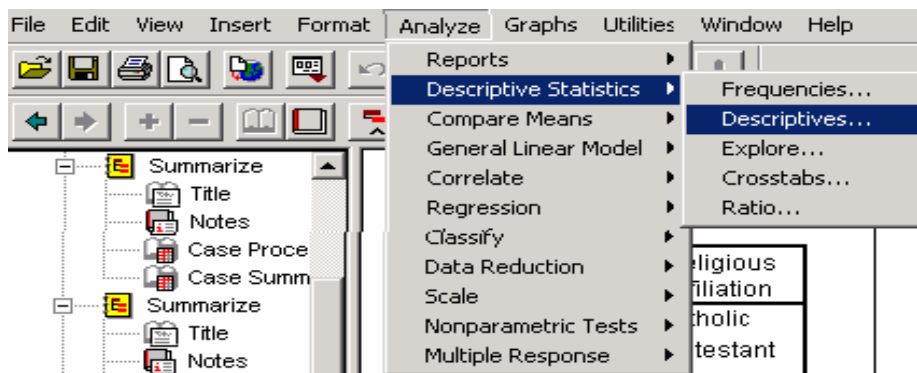 File Edit View Insert Format Analyze Graphs Utilities Window Help
Reports
Descriptive Statistics
Compare Means
General Linear Model
Correlate
Regression
Classify
Data Reduction
Scale
Nonparametric Tests
Multiple Response
Frequencies...
Descriptives...
Explore...
Crosstabs...
Ratio...
Summarize
Title
Notes
Case Proce
Case Summ
Summarize
Title
Notes
eligious
filiation
tholic
testant